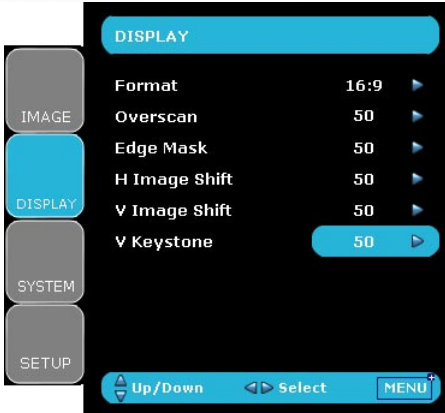 DISPLAY
IMAGE
DISPLAY
SYSTEM
SETUP
Format 16:9
Overscan 50
Edge Mask 50
H Image Shift 50
V Image Shift 50
V Keystone 50
Up/Down Select MENU